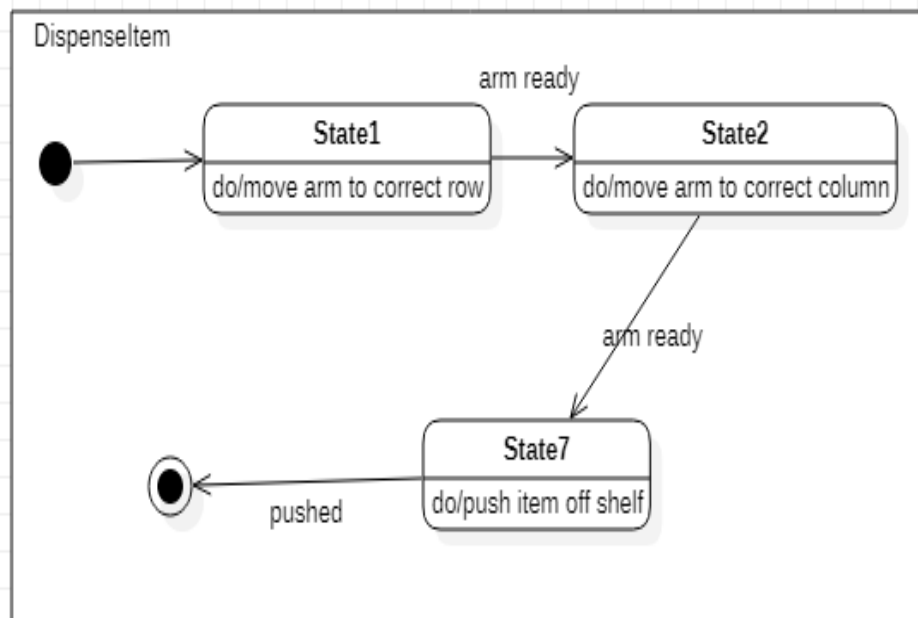 DispenseItem
arm ready
State1
do/move arm to correct row
State2
do/move arm to correct column
arm ready
State7
do/push item off shelf
pushed